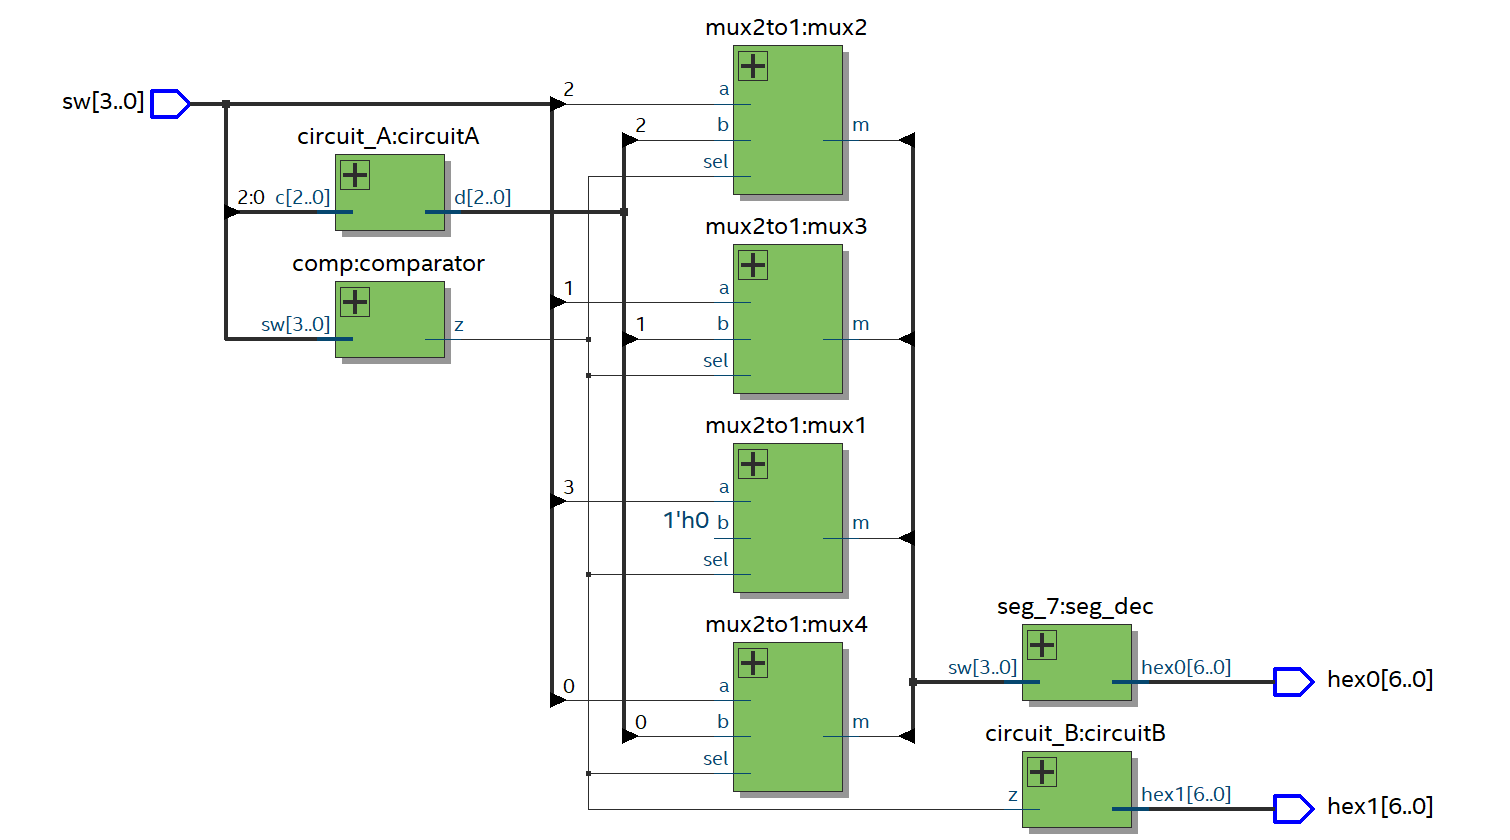 mux2to1:mux2
sw[3..0]
2
a
circuit_A:circuitA
2
b
m
sel
2:0
c[2..0]
d[2..0]
mux2to1:mux3
comp:comparator
1
a
sw[3..0]
z
1
b
m
sel
mux2to1:mux1
3
a
1'h0
b
m
sel
seg_7:seg_dec
mux2to1:mux4
sw[3..0]
hex0[6..0]
hex0[6..0]
0
a
0
b
m
circuit_B:circuitB
sel
z
hex1[6..0]
hex1[6..0]